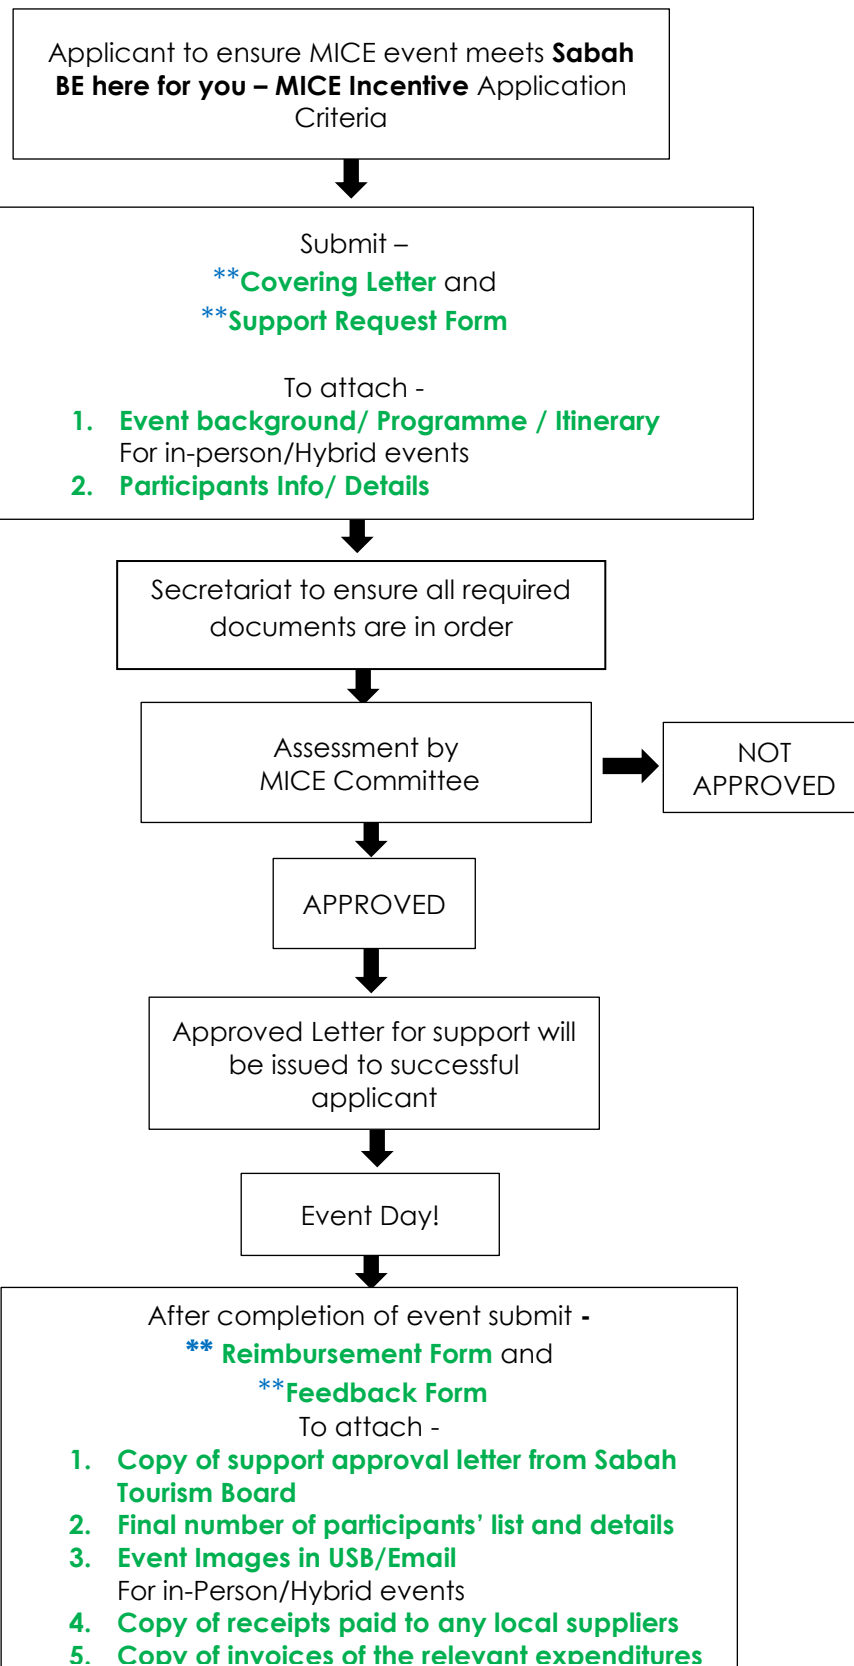 Applicant to ensure MICE event meets Sabah
BE here for you – MICE Incentive Application
Criteria
Submit –
**Covering Letter and
**Support Request Form
To attach -
1. Event background/ Programme / Itinerary
For in-person/Hybrid events
2. Participants Info/ Details
Secretariat to ensure all required
documents are in order
Assessment by
MICE Committee
NOT
APPROVED
APPROVED
Approved Letter for support will
be issued to successful
applicant
Event Day!
After completion of event submit -
** Reimbursement Form and
**Feedback Form
To attach -
1. Copy of support approval letter from Sabah
Tourism Board
2. Final number of participants’ list and details
3. Event Images in USB/Email
For in-Person/Hybrid events
4. Copy of receipts paid to any local suppliers
5. Copy of invoices of the relevant expenditures